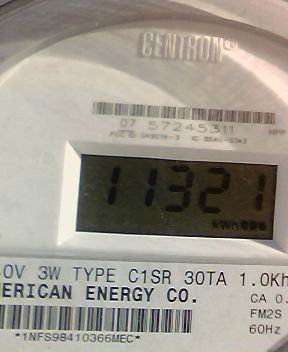 CENTRON®
07 57245311
11321
kWh
0V 3W TYPE C1SR 30TA 1.0Kh
MERICAN ENERGY CO.
CA 0.
FM2S
60Hz
*1NFS98410366MEC*